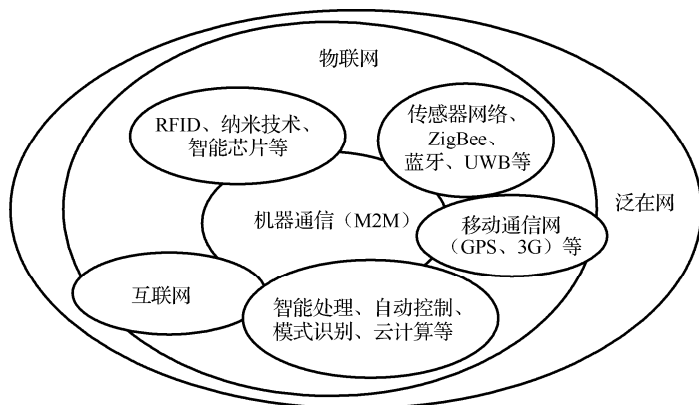 物联网
RFID、纳米技术、
智能芯片等
传感器网络、
ZigBee、
蓝牙、UWB等
泛在网
机器通信（M2M）
移动通信网
（GPS、3G）等
互联网
智能处理、自动控制、
模式识别、云计算等